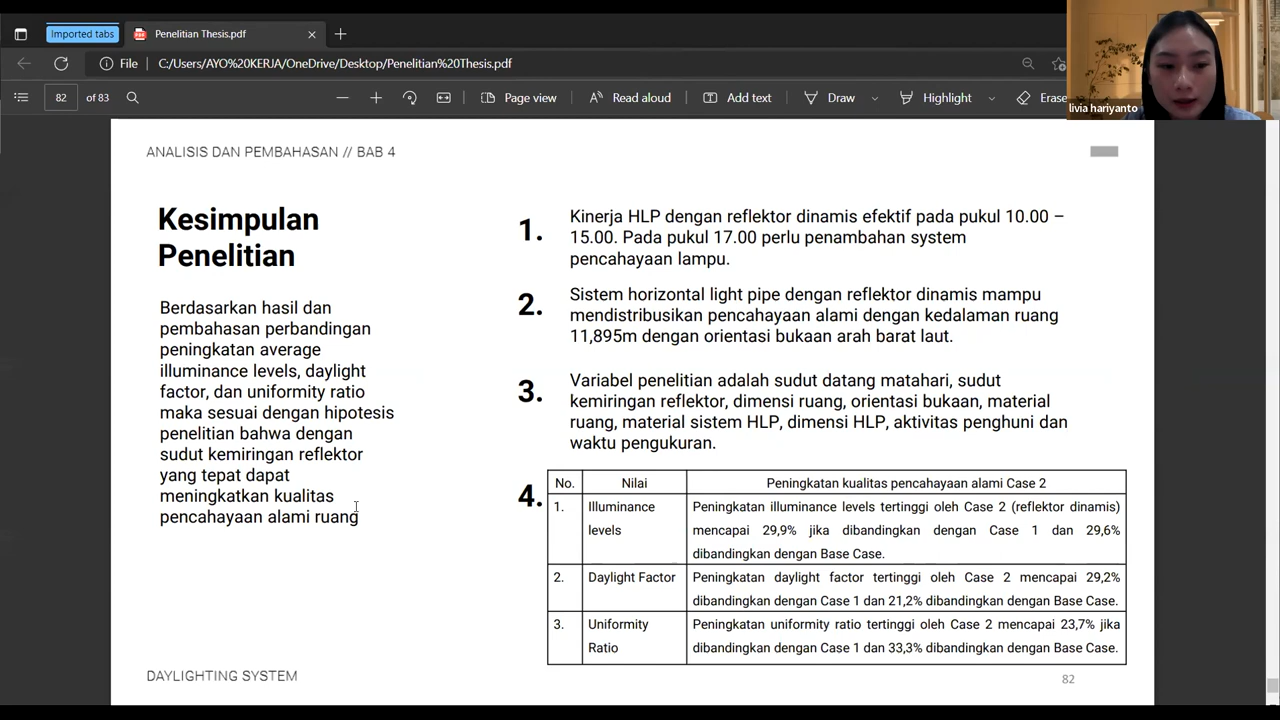 Imported tabs
Penelitian Thesis.pdf
File
C:/Users/AYO%20KERJA/OneDrive/Desktop/Penelitian%20Thesis.pdf
82 of 83
Page view
Read aloud
Add text
Draw
Highlight
Erase
livia hariyanto
ANALISIS DAN PEMBAHASAN // BAB 4
Kesimpulan
Penelitian
Berdasarkan hasil dan
pembahasan perbandingan
peningkatan average
illuminance levels, daylight
factor, dan uniformity ratio
maka sesuai dengan hipotesis
penelitian bahwa dengan
sudut kemiringan reflektor
yang tepat dapat
meningkatkan kualitas
pencahayaan alami ruang
1.
Kinerja HLP dengan reflektor dinamis efektif pada pukul 10.00 –
15.00. Pada pukul 17.00 perlu penambahan system
pencahayaan lampu.
2.
Sistem horizontal light pipe dengan reflektor dinamis mampu
mendistribusikan pencahayaan alami dengan kedalaman ruang
11,895m dengan orientasi bukaan arah barat laut.
3.
Variabel penelitian adalah sudut datang matahari, sudut
kemiringan reflektor, dimensi ruang, orientasi bukaan, material
ruang, material sistem HLP, dimensi HLP, aktivitas penghuni dan
waktu pengukuran.
4.
No. Nilai Peningkatan kualitas pencahayaan alami Case 2
1. Illuminance levels Peningkatan illuminance levels tertinggi oleh Case 2 (reflektor dinamis)
mencapai 29,9% jika dibandingkan dengan Case 1 dan 29,6%
dibandingkan dengan Base Case.
2. Daylight Factor Peningkatan daylight factor tertinggi oleh Case 2 mencapai 29,2%
dibandingkan dengan Case 1 dan 21,2% dibandingkan dengan Base Case.
3. Uniformity Ratio Peningkatan uniformity ratio tertinggi oleh Case 2 mencapai 23,7% jika
dibandingkan dengan Case 1 dan 33,3% dibandingkan dengan Base Case.
DAYLIGHTING SYSTEM
82